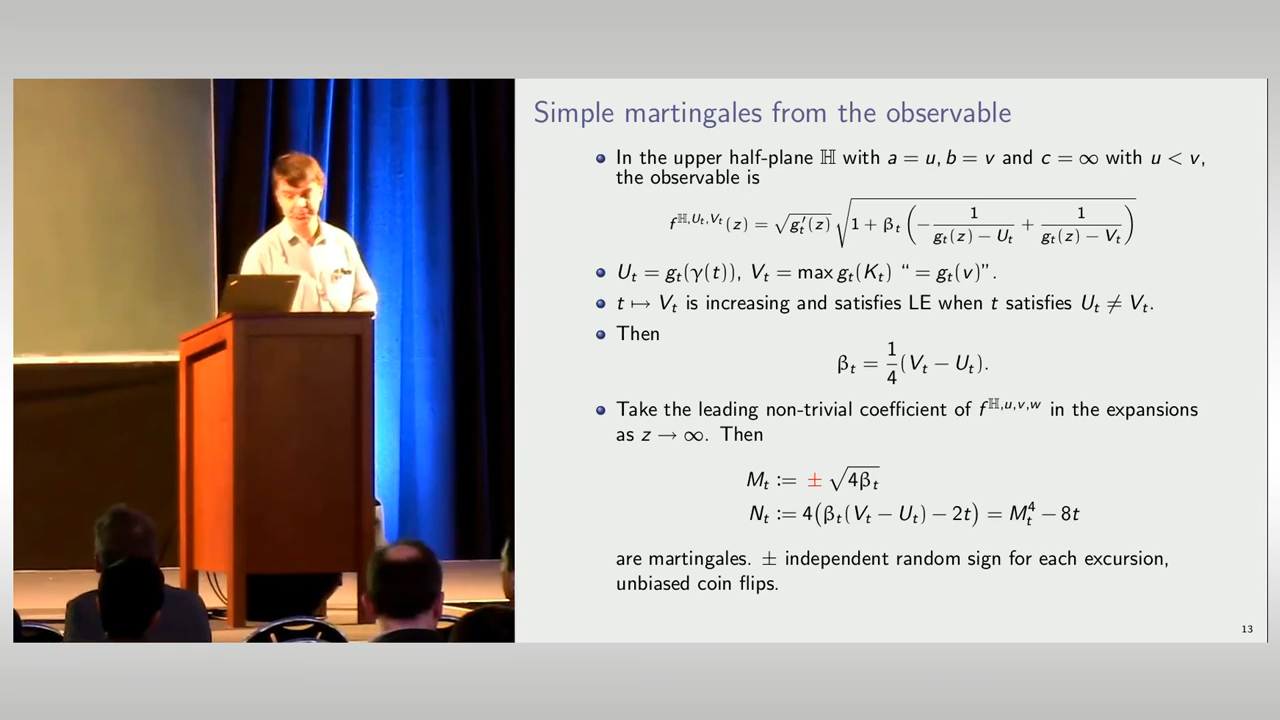 Simple martingales from the observable
In the upper half-plane ℍ with a = u, b = v and c = ∞ with u < v,
the observable is
f^{ℍ,U_t,V_t}(z) = √(g_t′(z)) √(1 + β_t (− 1/(g_t(z) − U_t) + 1/(g_t(z) − V_t)))
U_t = g_t(γ(t)), V_t = max g_t(K_t) “ = g_t(v)”.
t ↦ V_t is increasing and satisfies LE when t satisfies U_t ≠ V_t.
Then
β_t = 1/4 (V_t − U_t).
Take the leading non-trivial coefficient of f^{ℍ,u,v,w} in the expansions
as z → ∞. Then
M_t := ± √(4β_t)
N_t := 4(β_t(V_t − U_t) − 2t) = M_t^4 − 8t
are martingales. ± independent random sign for each excursion,
unbiased coin flips.
13